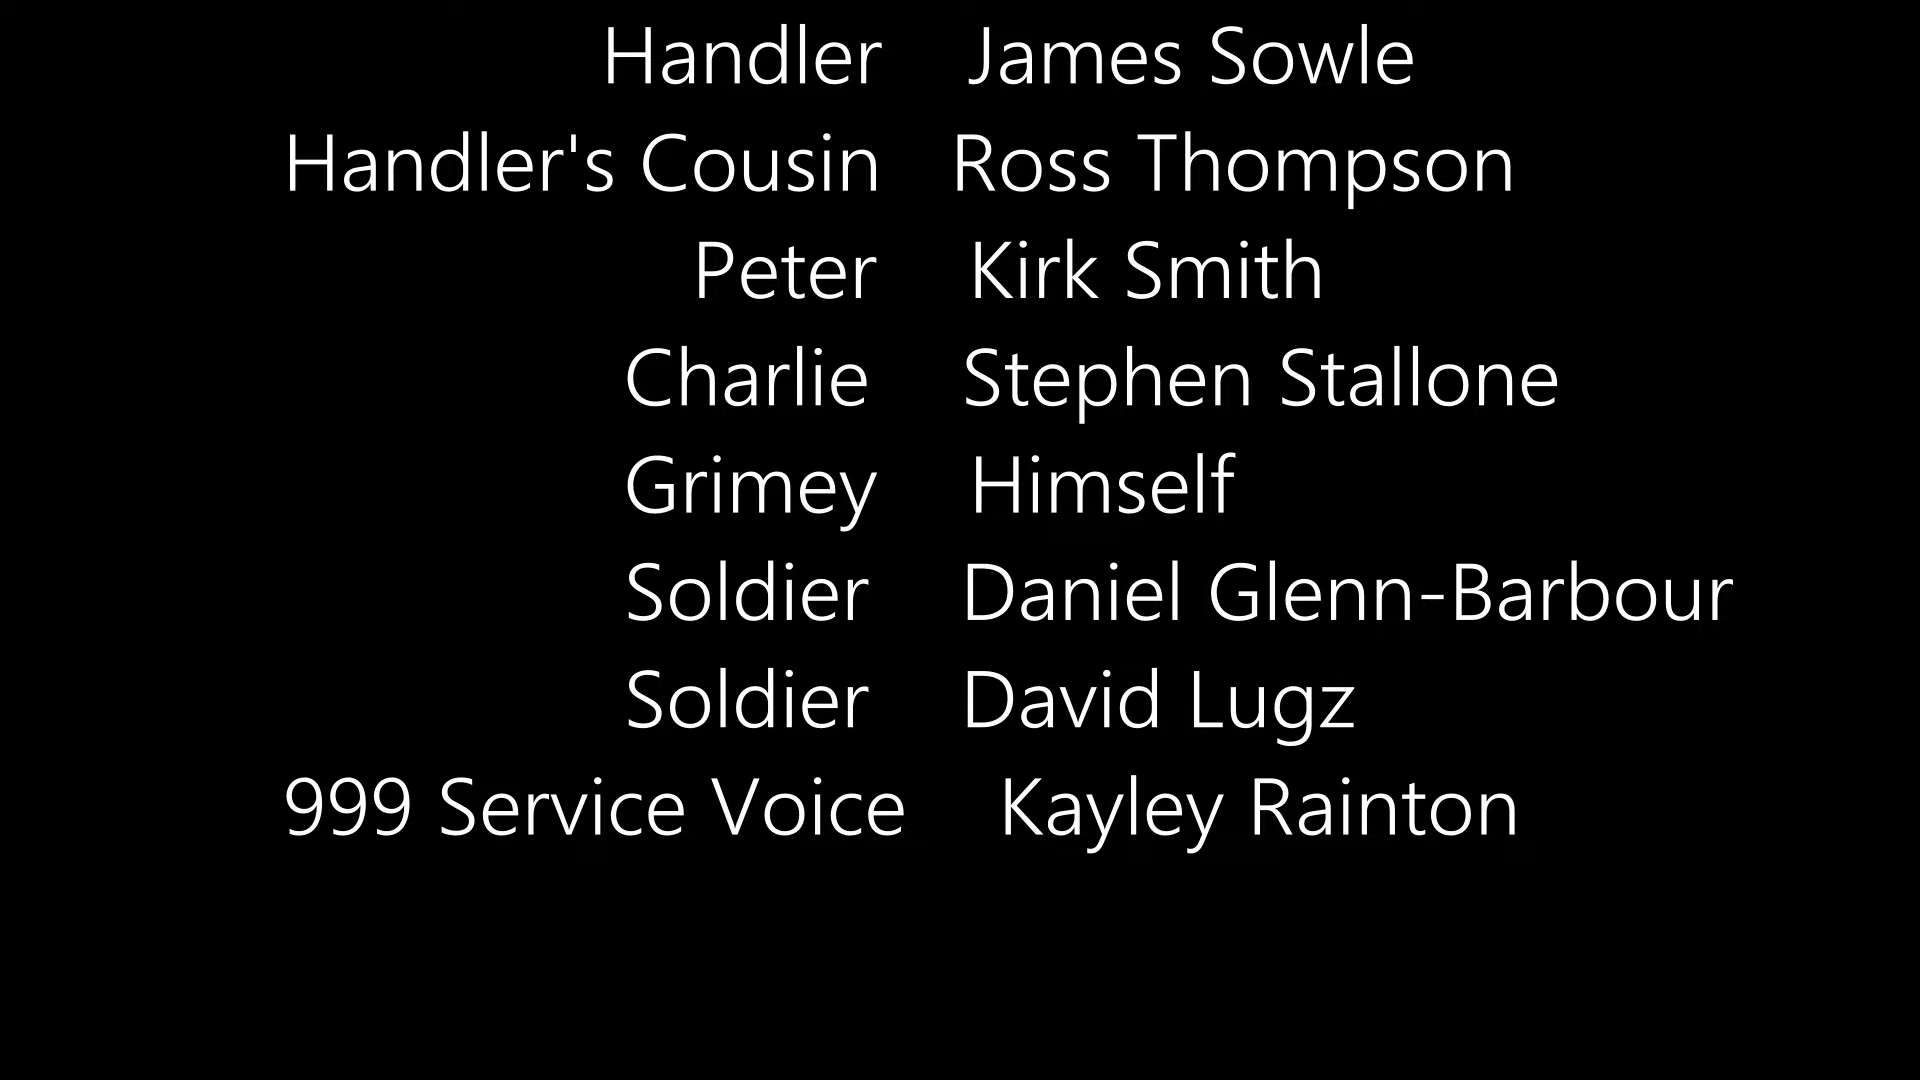 Handler James Sowle
Handler's Cousin Ross Thompson
Peter Kirk Smith
Charlie Stephen Stallone
Grimey Himself
Soldier Daniel Glenn-Barbour
Soldier David Lugz
999 Service Voice Kayley Rainton